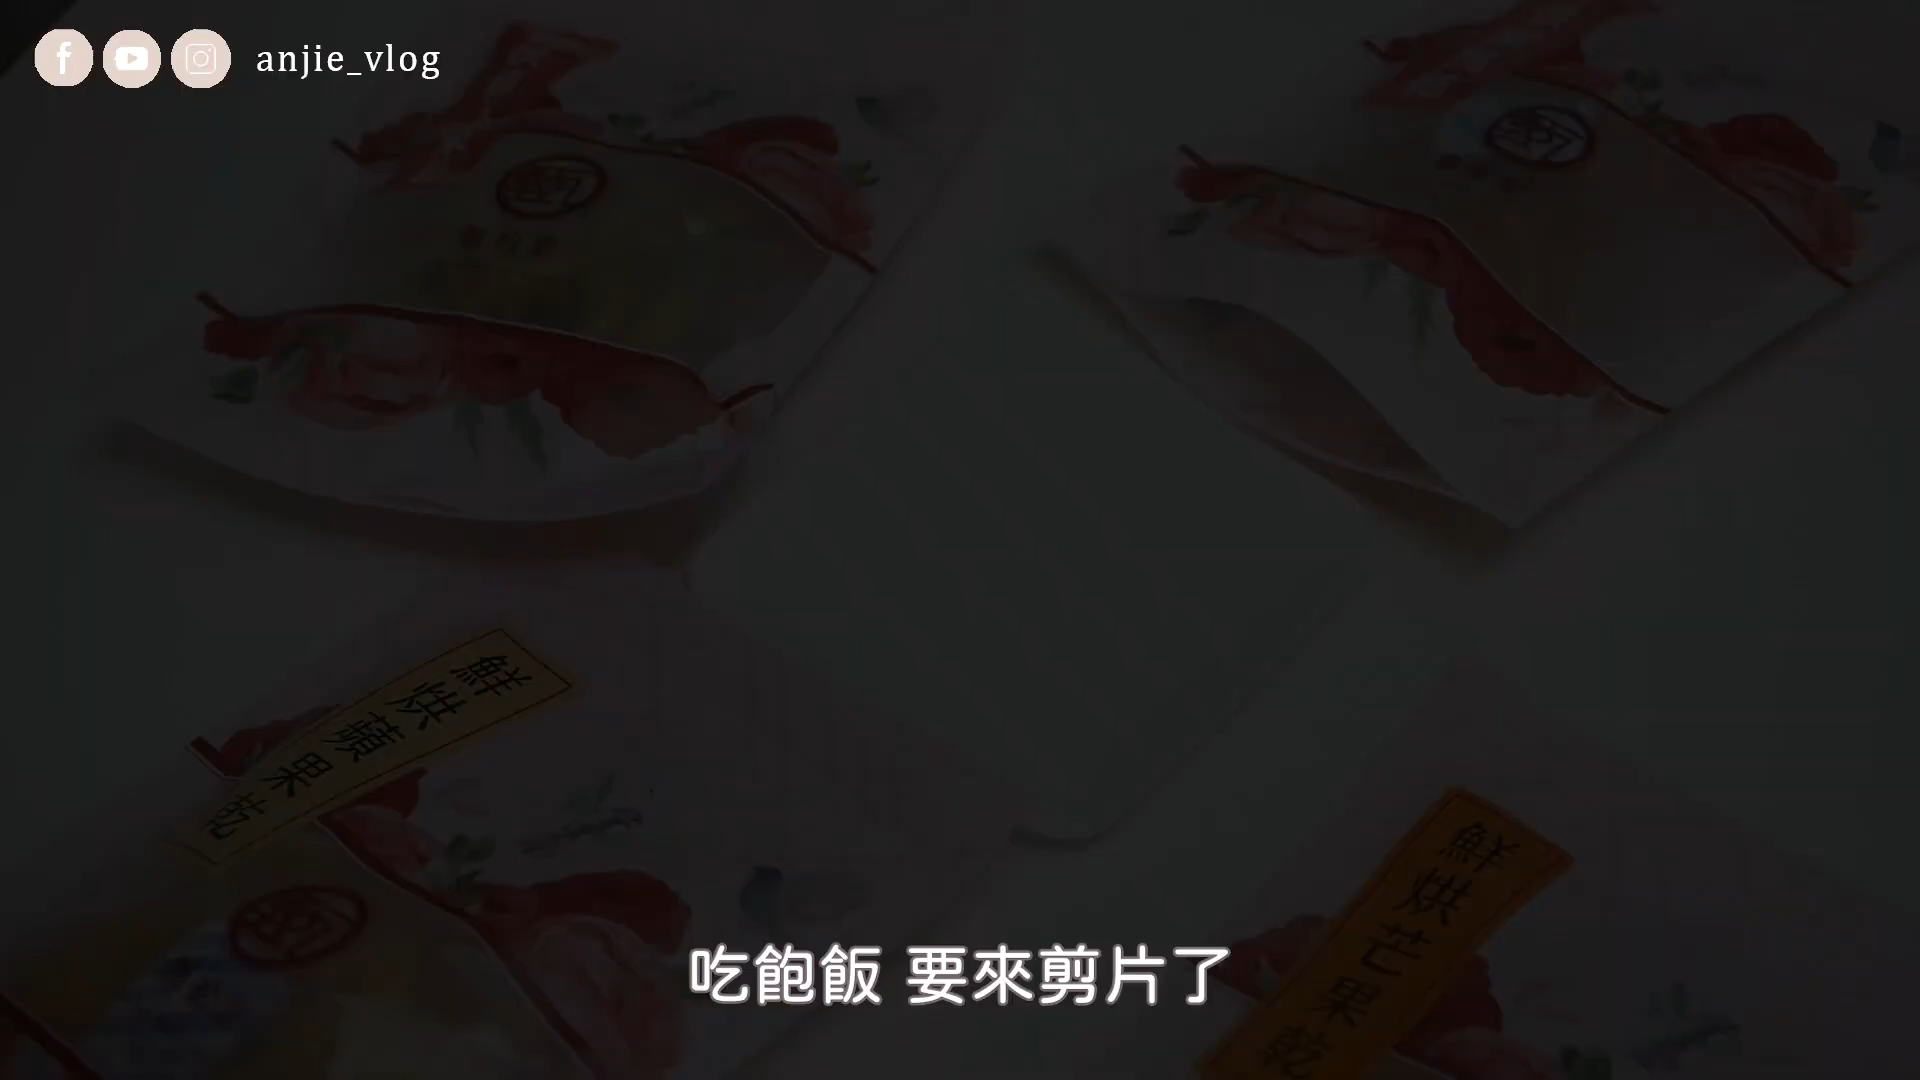 anjie_vlog
鮮烘蘋果乾
鮮烘芒果乾
吃飽飯 要來剪片了